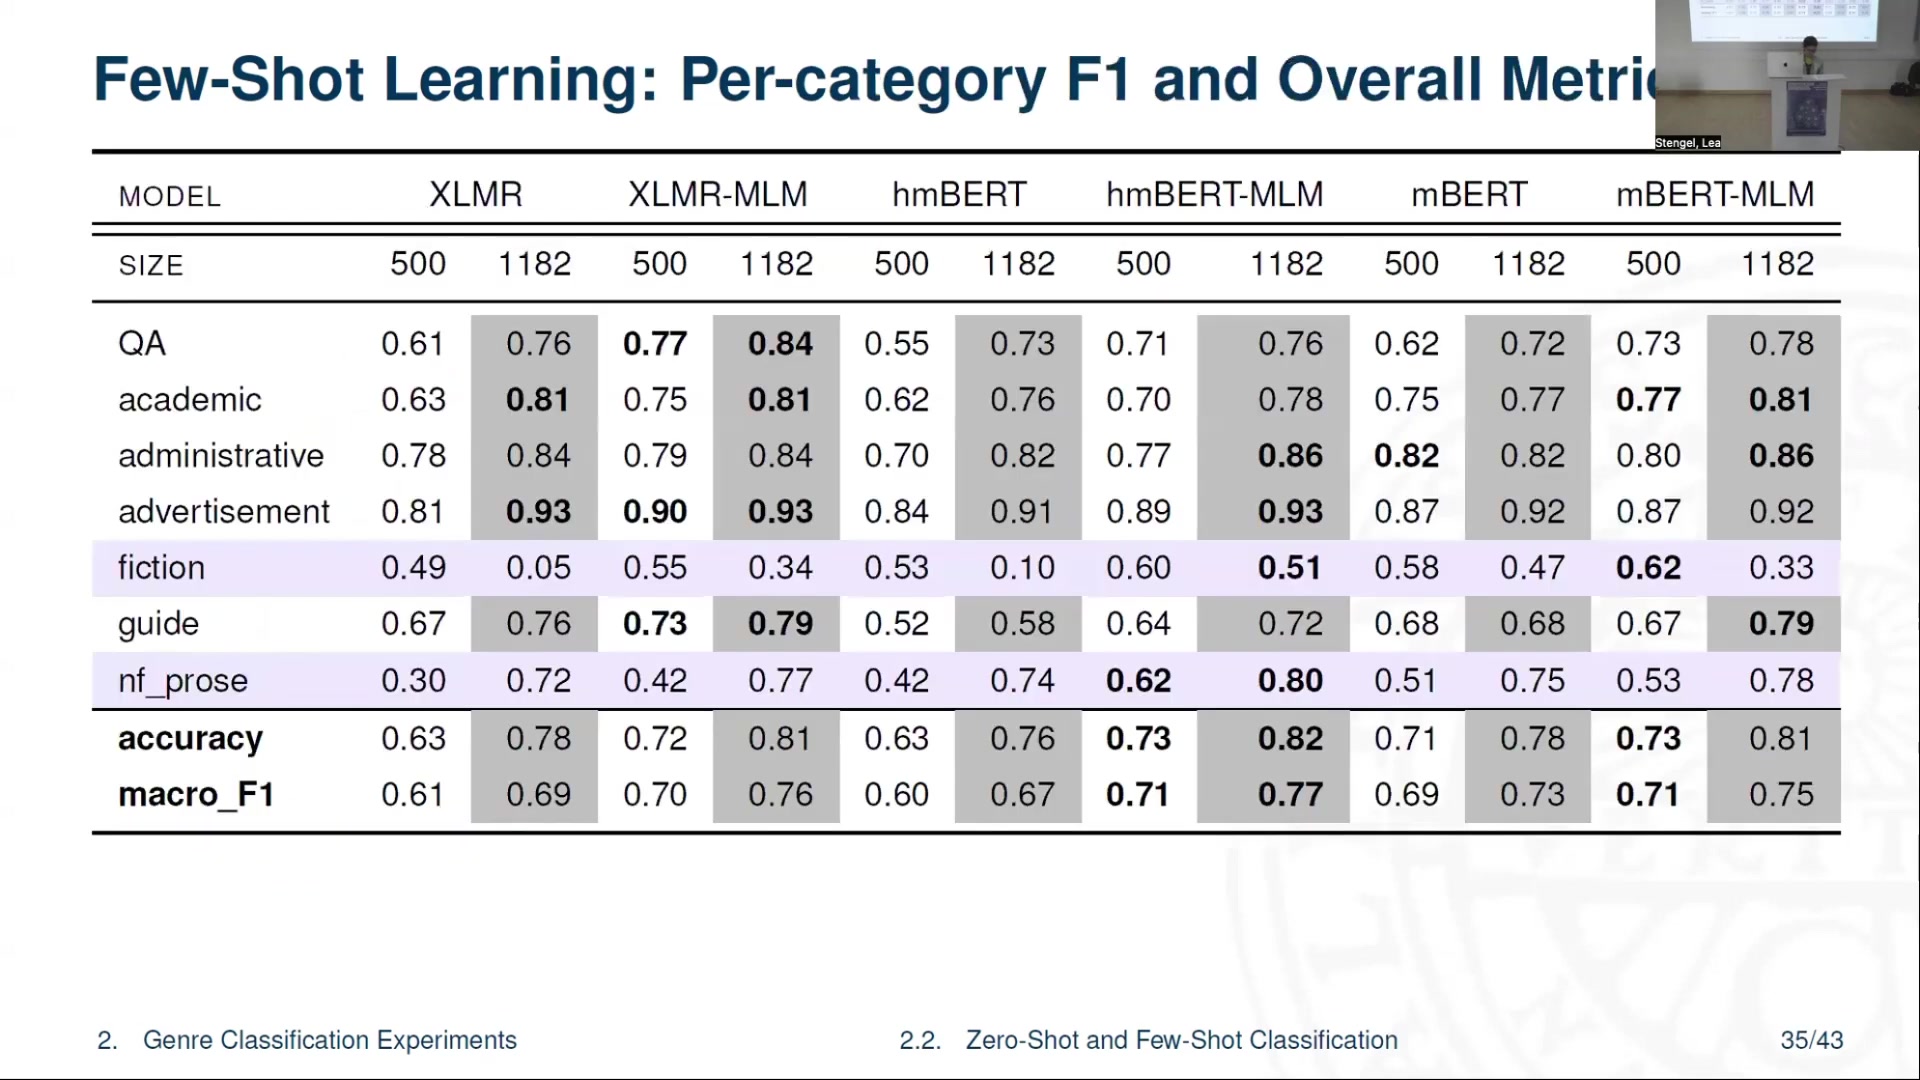 Few-Shot Learning: Per-category F1 and Overall Metri
Stengel, Lea
MODEL XLMR XLMR-MLM hmBERT hmBERT-MLM mBERT mBERT-MLM
SIZE 500 1182 500 1182 500 1182 500 1182 500 1182 500 1182
QA 0.61 0.76 0.77 0.84 0.55 0.73 0.71 0.76 0.62 0.72 0.73 0.78
academic 0.63 0.81 0.75 0.81 0.62 0.76 0.70 0.78 0.75 0.77 0.77 0.81
administrative 0.78 0.84 0.79 0.84 0.70 0.82 0.77 0.86 0.82 0.82 0.80 0.86
advertisement 0.81 0.93 0.90 0.93 0.84 0.91 0.89 0.93 0.87 0.92 0.87 0.92
fiction 0.49 0.05 0.55 0.34 0.53 0.10 0.60 0.51 0.58 0.47 0.62 0.33
guide 0.67 0.76 0.73 0.79 0.52 0.58 0.64 0.72 0.68 0.68 0.67 0.79
nf_prose 0.30 0.72 0.42 0.77 0.42 0.74 0.62 0.80 0.51 0.75 0.53 0.78
accuracy 0.63 0.78 0.72 0.81 0.63 0.76 0.73 0.82 0.71 0.78 0.73 0.81
macro_F1 0.61 0.69 0.70 0.76 0.60 0.67 0.71 0.77 0.69 0.73 0.71 0.75
2. Genre Classification Experiments 2.2. Zero-Shot and Few-Shot Classification 35/43